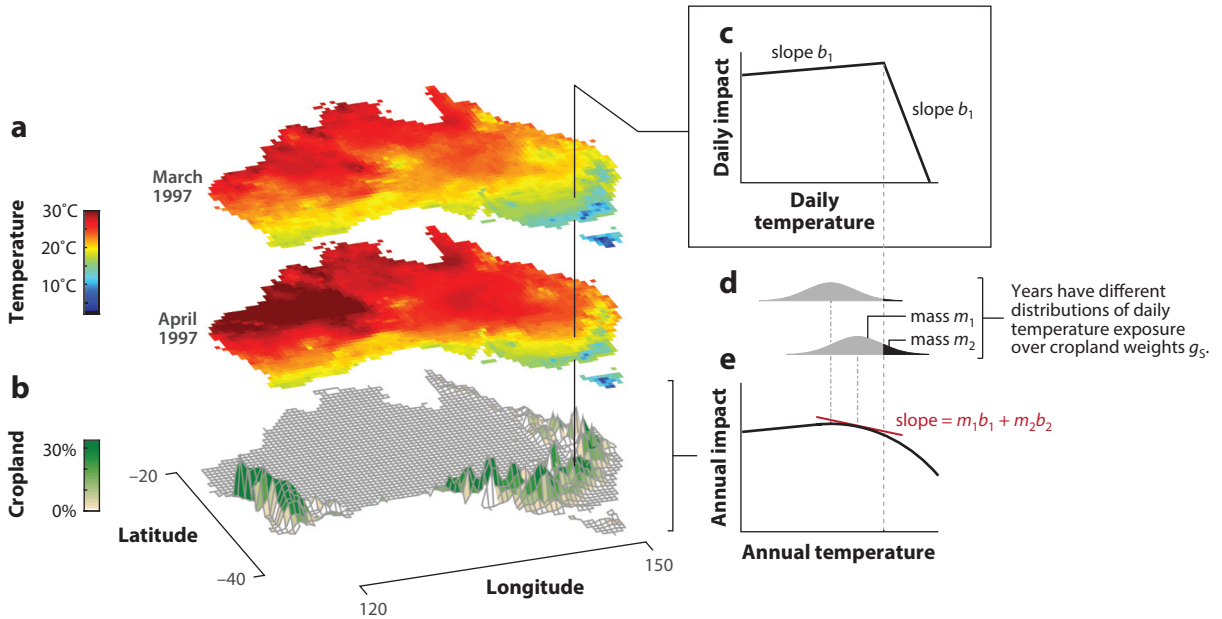 a
March
1997
Temperature
30˚C
20˚C
10˚C
April
1997
b
Cropland
30%
0%
–20
Latitude
–40
120
Longitude
150
c
slope b₁
slope b₁
Daily impact
Daily
temperature
d
mass m₁
mass m₂
Years have different
distributions of daily
temperature exposure
over cropland weights gₛ.
e
slope = m₁b₁ + m₂b₂
Annual impact
Annual temperature